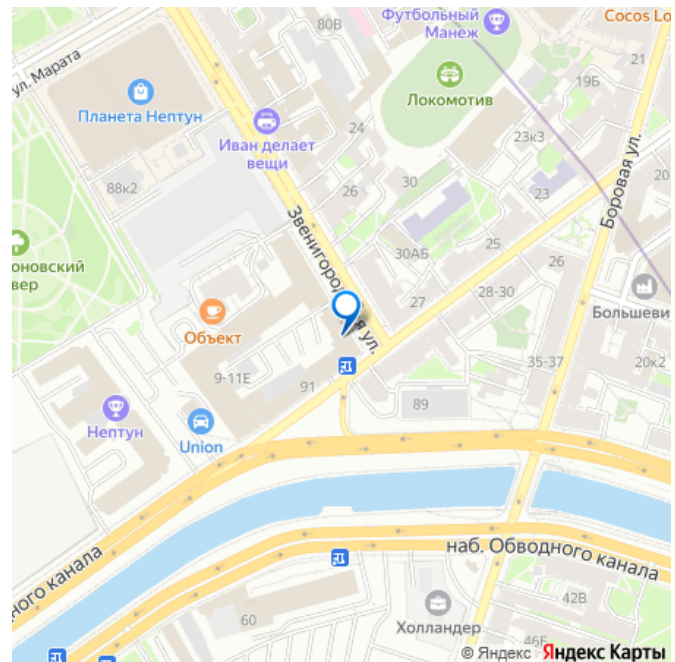 Футбольный
Манеж
Cocos Lo
80В
21
ул. Марата
19Б
Локомотив
Планета Нептун
Иван делает
вещи
24
23к3
Боровая ул.
20
88к2
26
30
23
Звенигородская ул.
оновский
вер
30АБ
25
26
27
28-30
Большеви
Объект
35-37
20к2
9-11Е
91
89
Нептун
Union
наб. Обводного канала
дного канала
42В
60
Холландер
46Б
© Яндекс Яндекс Карты